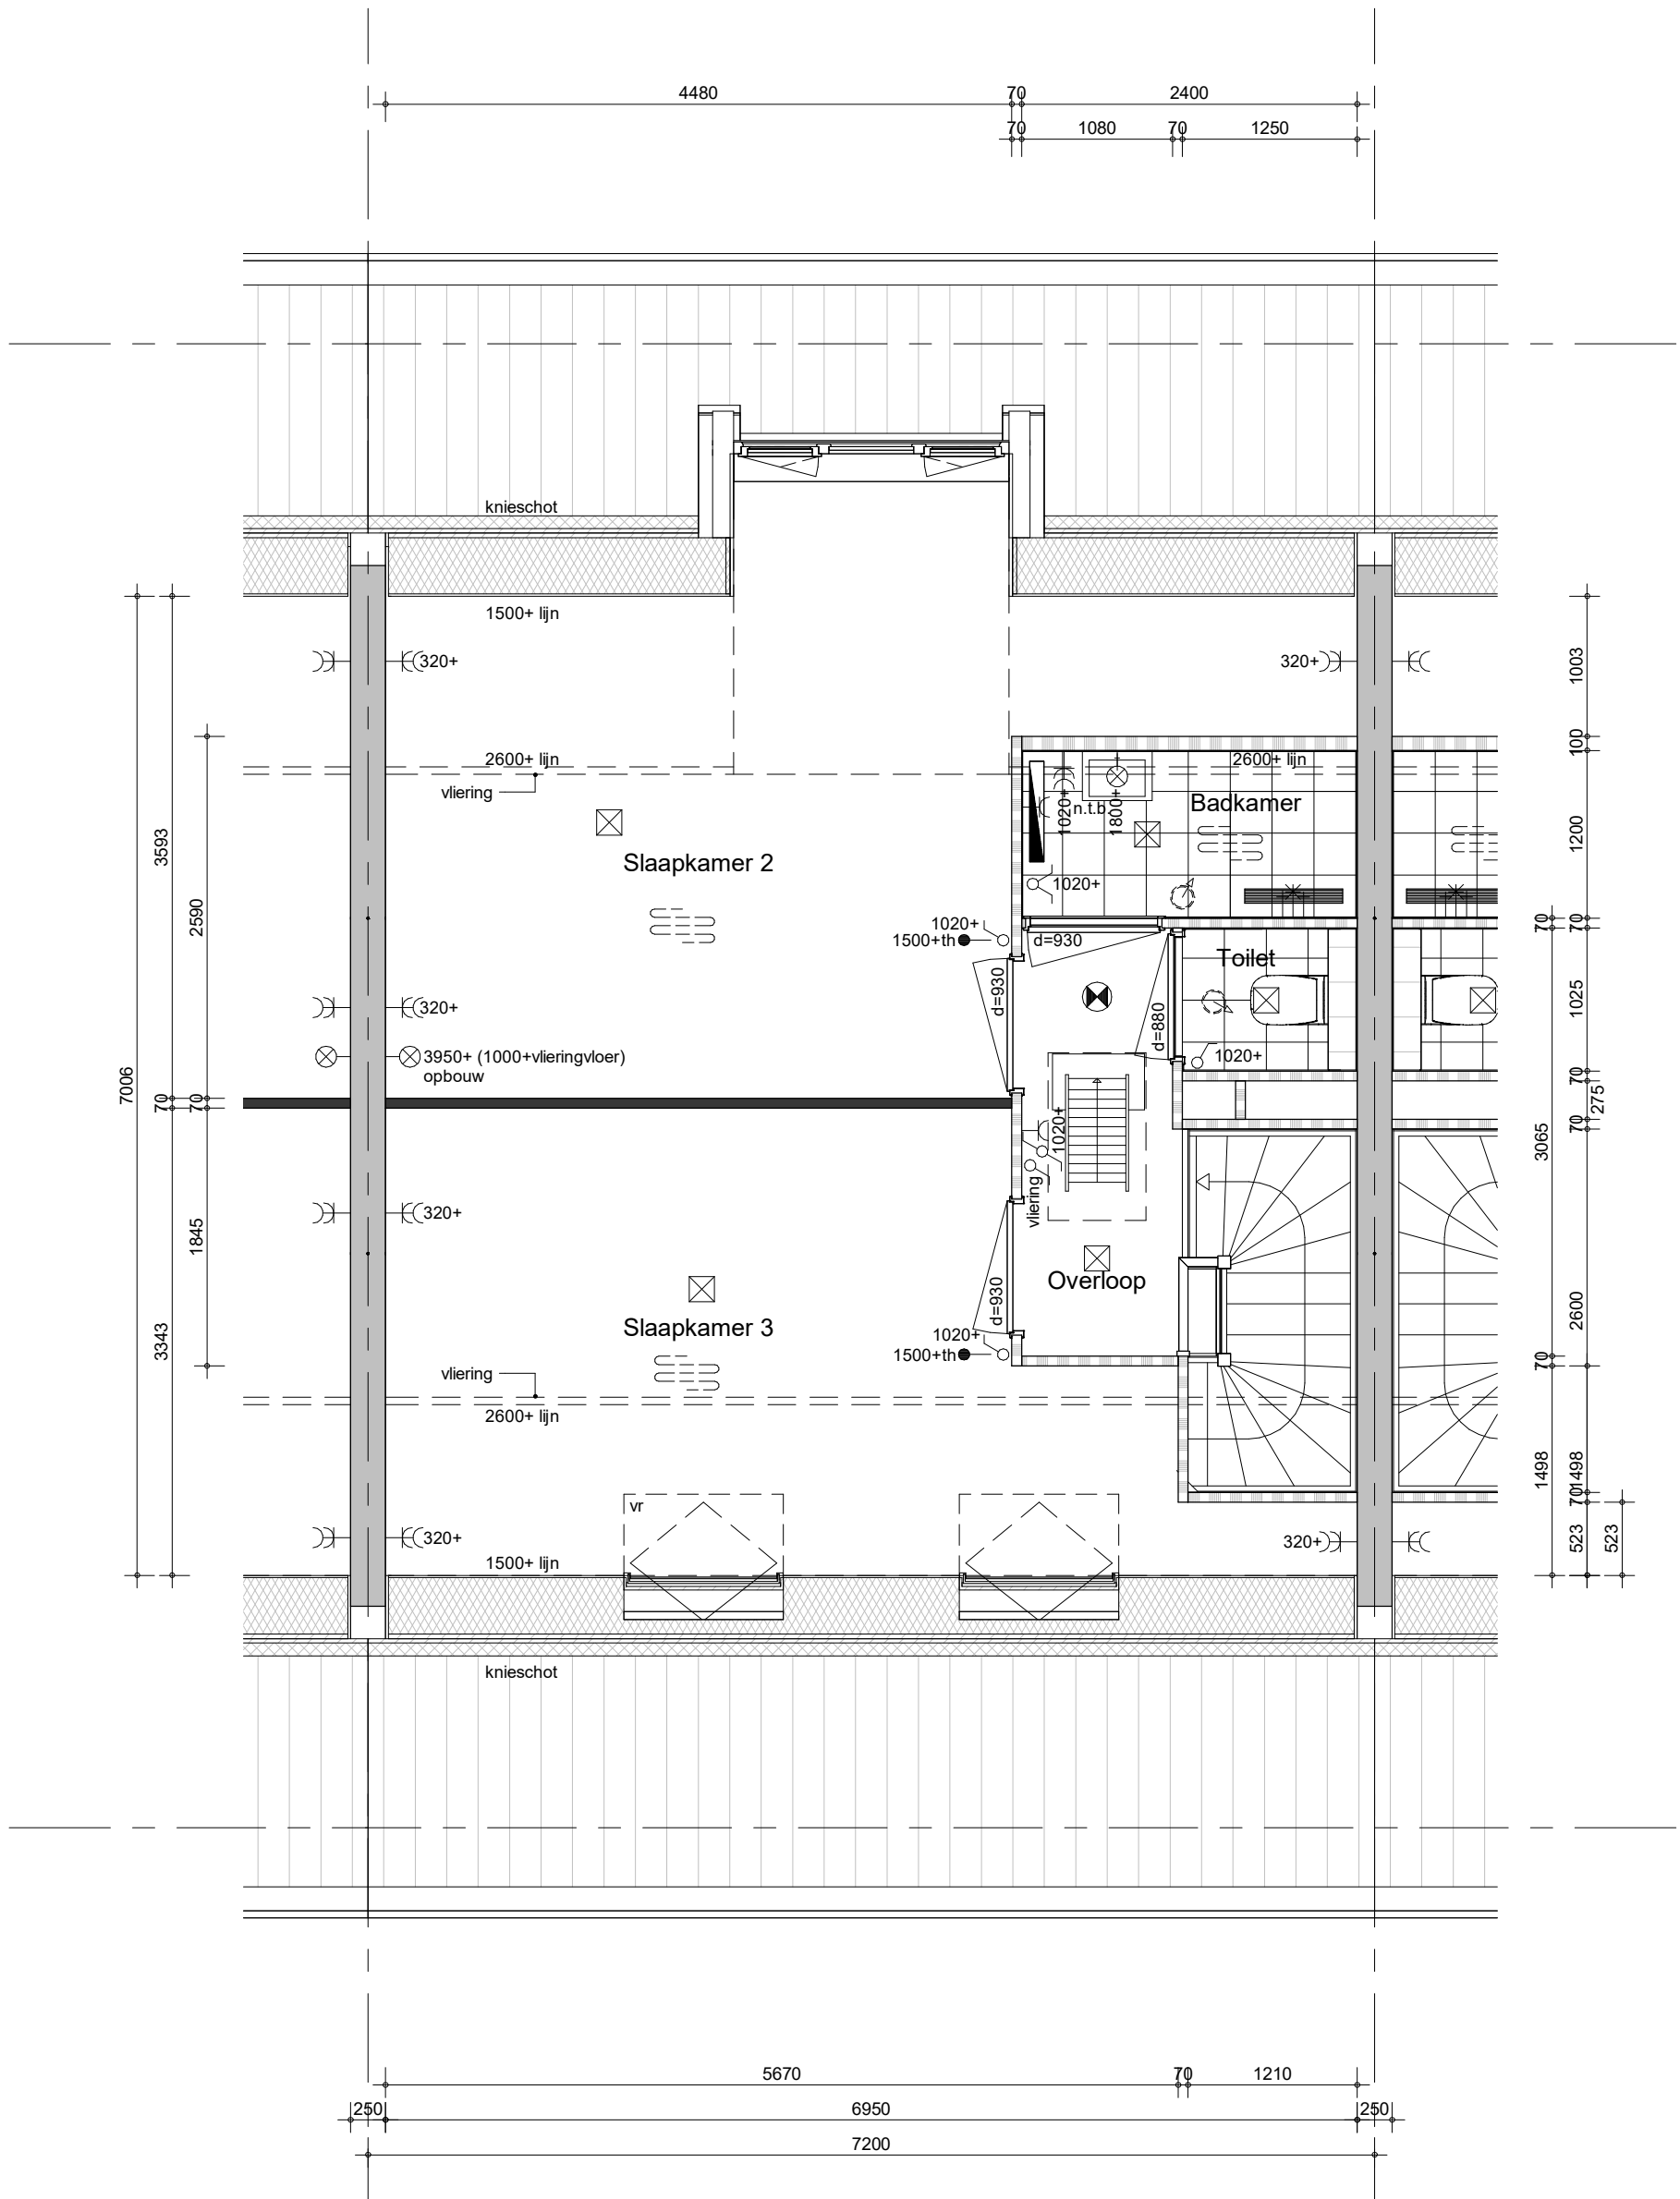 4480
70
2400
70
1080
70
1250
knieschot
1500+ lijn
320+
320+
1003
100
2600+ lijn
vliering
2600+ lijn
Badkamer
1020+
n.t.b.
1800+
1200
3593
2590
Slaapkamer 2
1020+
1020+
1500+th
d=930
70
70
Toilet
d=930
d=880
1025
320+
1020+
3950+ (1000+vlieringvloer)
opbouw
7006
70
70
70
275
70
3065
1020+
vliering
320+
1845
Overloop
d=930
2600
3343
Slaapkamer 3
1020+
1500+th
70
vliering
2600+ lijn
1498
1498
70
vr
320+
320+
523
523
1500+ lijn
knieschot
5670
70
1210
250
6950
250
7200